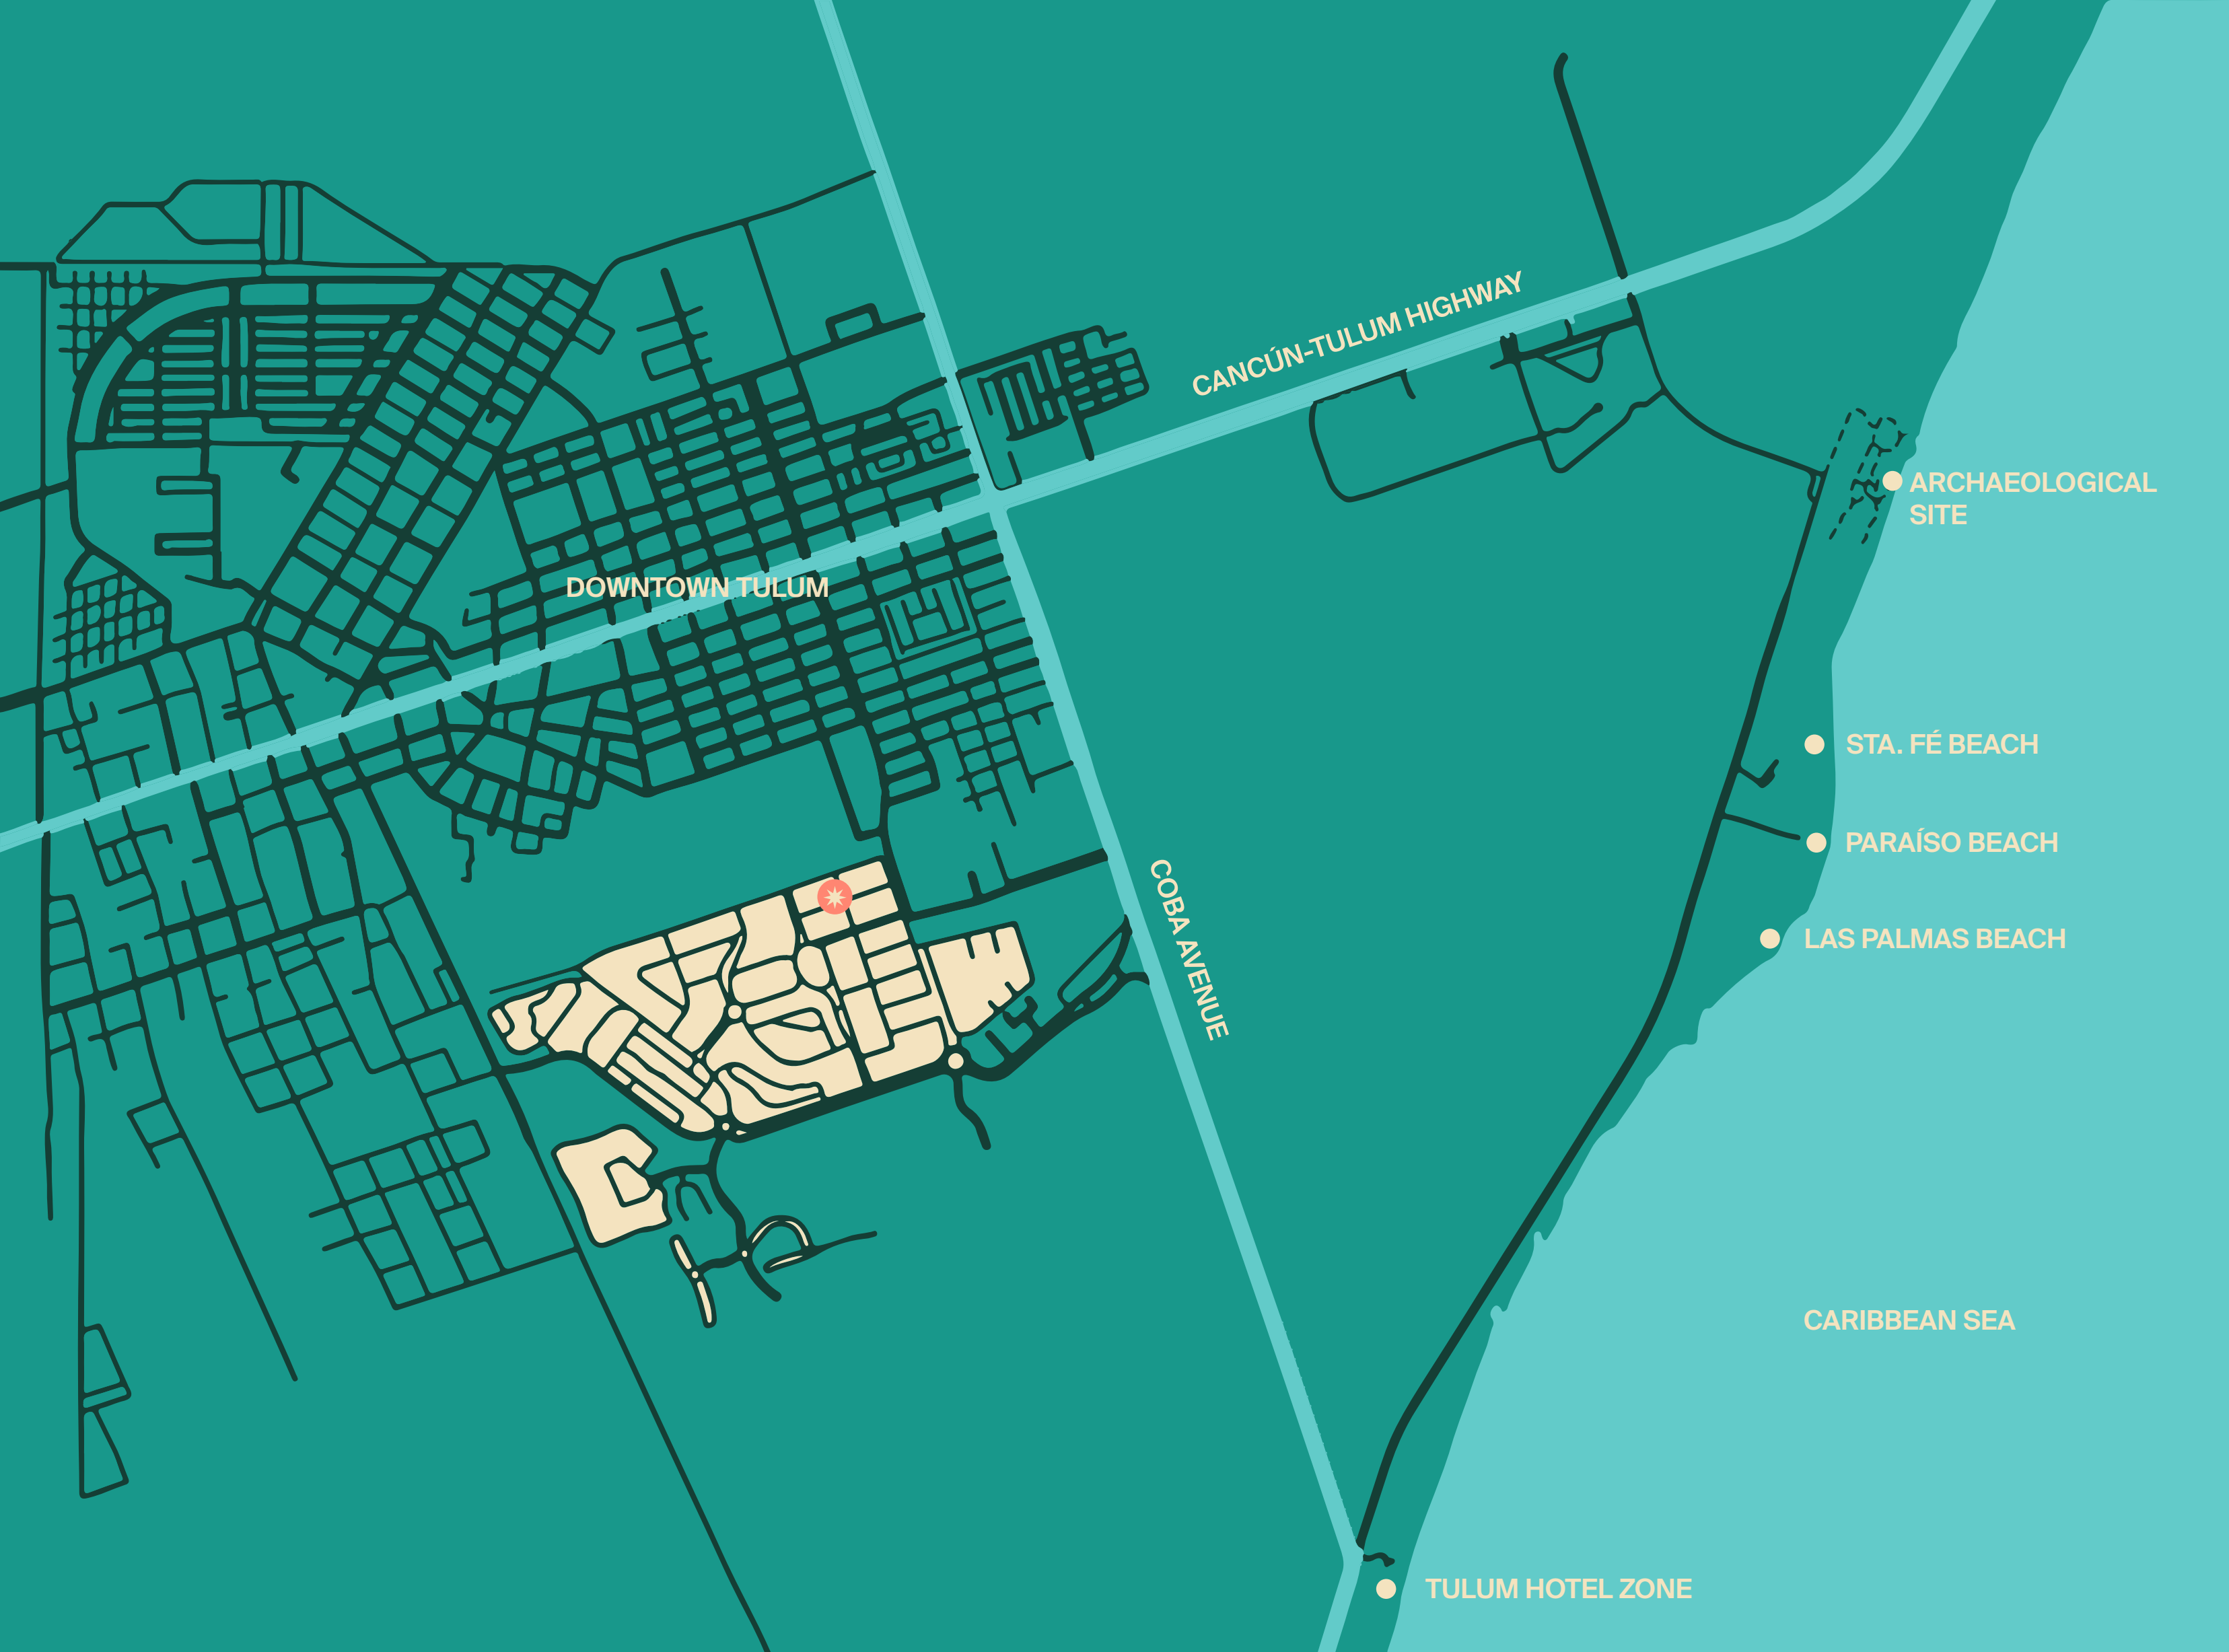 CANCÚN-TULUM HIGHWAY
ARCHAEOLOGICAL
SITE
DOWNTOWN TULUM
STA. FÉ BEACH
PARAÍSO BEACH
COBA AVENUE
LAS PALMAS BEACH
CARIBBEAN SEA
TULUM HOTEL ZONE